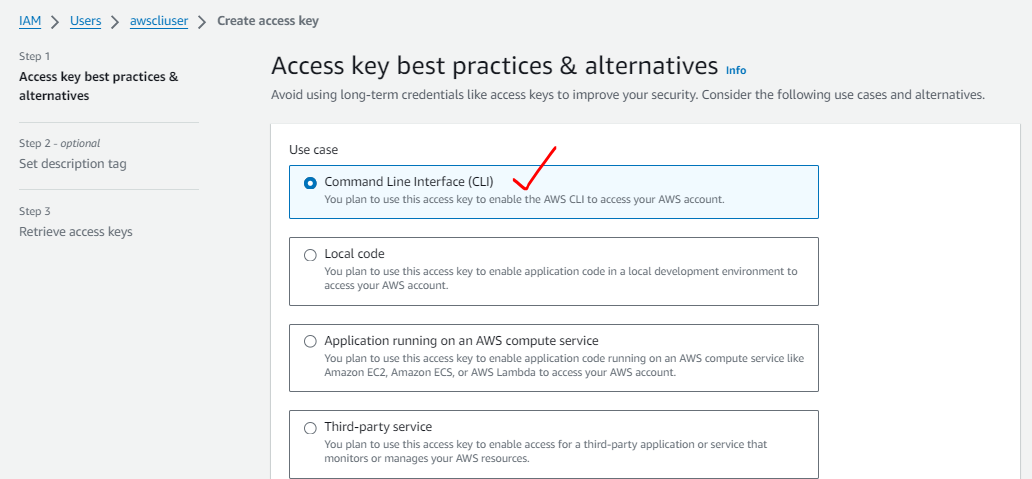 IAM > Users > awscliuser > Create access key
Step 1
Access key best practices &
alternatives
Step 2 - optional
Set description tag
Step 3
Retrieve access keys
Access key best practices & alternatives Info
Avoid using long-term credentials like access keys to improve your security. Consider the following use cases and alternatives.
Use case
Command Line Interface (CLI)
You plan to use this access key to enable the AWS CLI to access your AWS account.
Local code
You plan to use this access key to enable application code in a local development environment to
access your AWS account.
Application running on an AWS compute service
You plan to use this access key to enable application code running on an AWS compute service like
Amazon EC2, Amazon ECS, or AWS Lambda to access your AWS account.
Third-party service
You plan to use this access key to enable access for a third-party application or service that
monitors or manages your AWS resources.